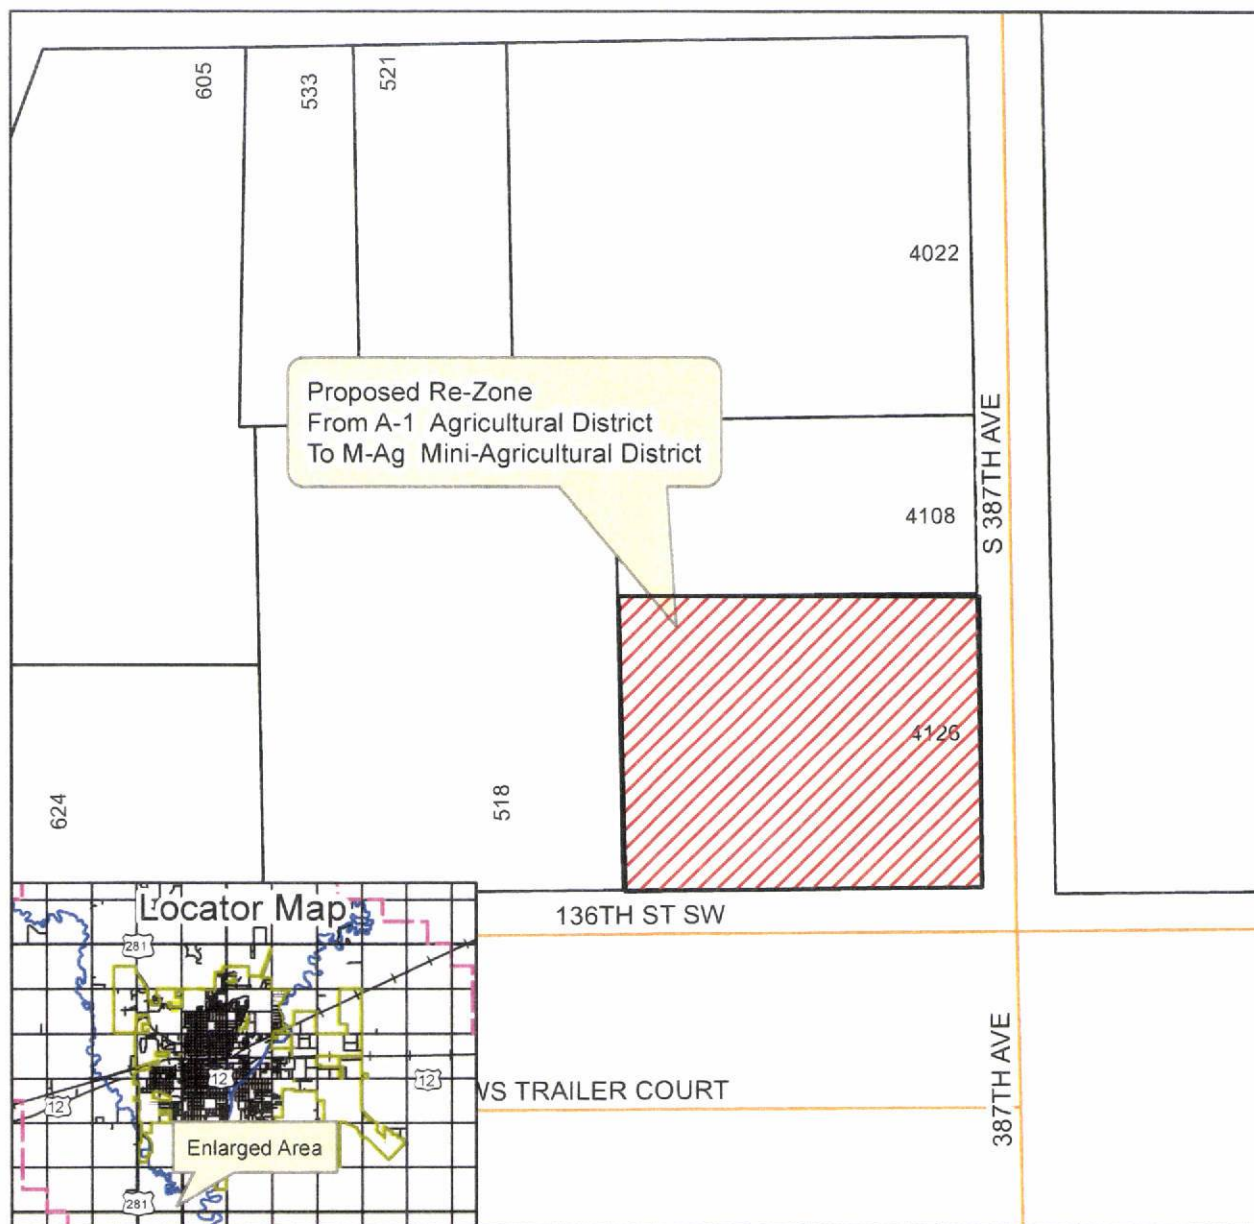 605
533
521
4022
Proposed Re-Zone
From A-1 Agricultural District
To M-Ag Mini-Agricultural District
4108
S 387TH AVE
4126
624
518
136TH ST SW
Locator Map
281
12
12
12
Enlarged Area
281
WS TRAILER COURT
387TH AVE